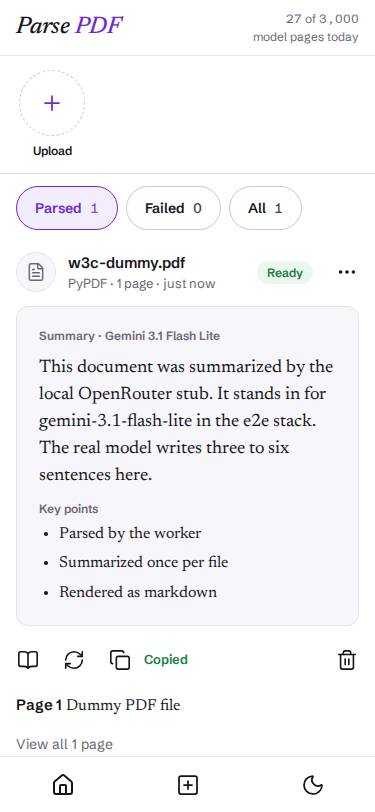 Parse PDF
27 of 3,000
model pages today
Upload
Parsed 1
Failed 0
All 1
w3c-dummy.pdf
PyPDF · 1 page · just now
Ready
Summary · Gemini 3.1 Flash Lite
This document was summarized by the
local OpenRouter stub. It stands in for
gemini-3.1-flash-lite in the e2e stack.
The real model writes three to six
sentences here.
Key points
• Parsed by the worker
• Summarized once per file
• Rendered as markdown
Copied
Page 1 Dummy PDF file
View all 1 page